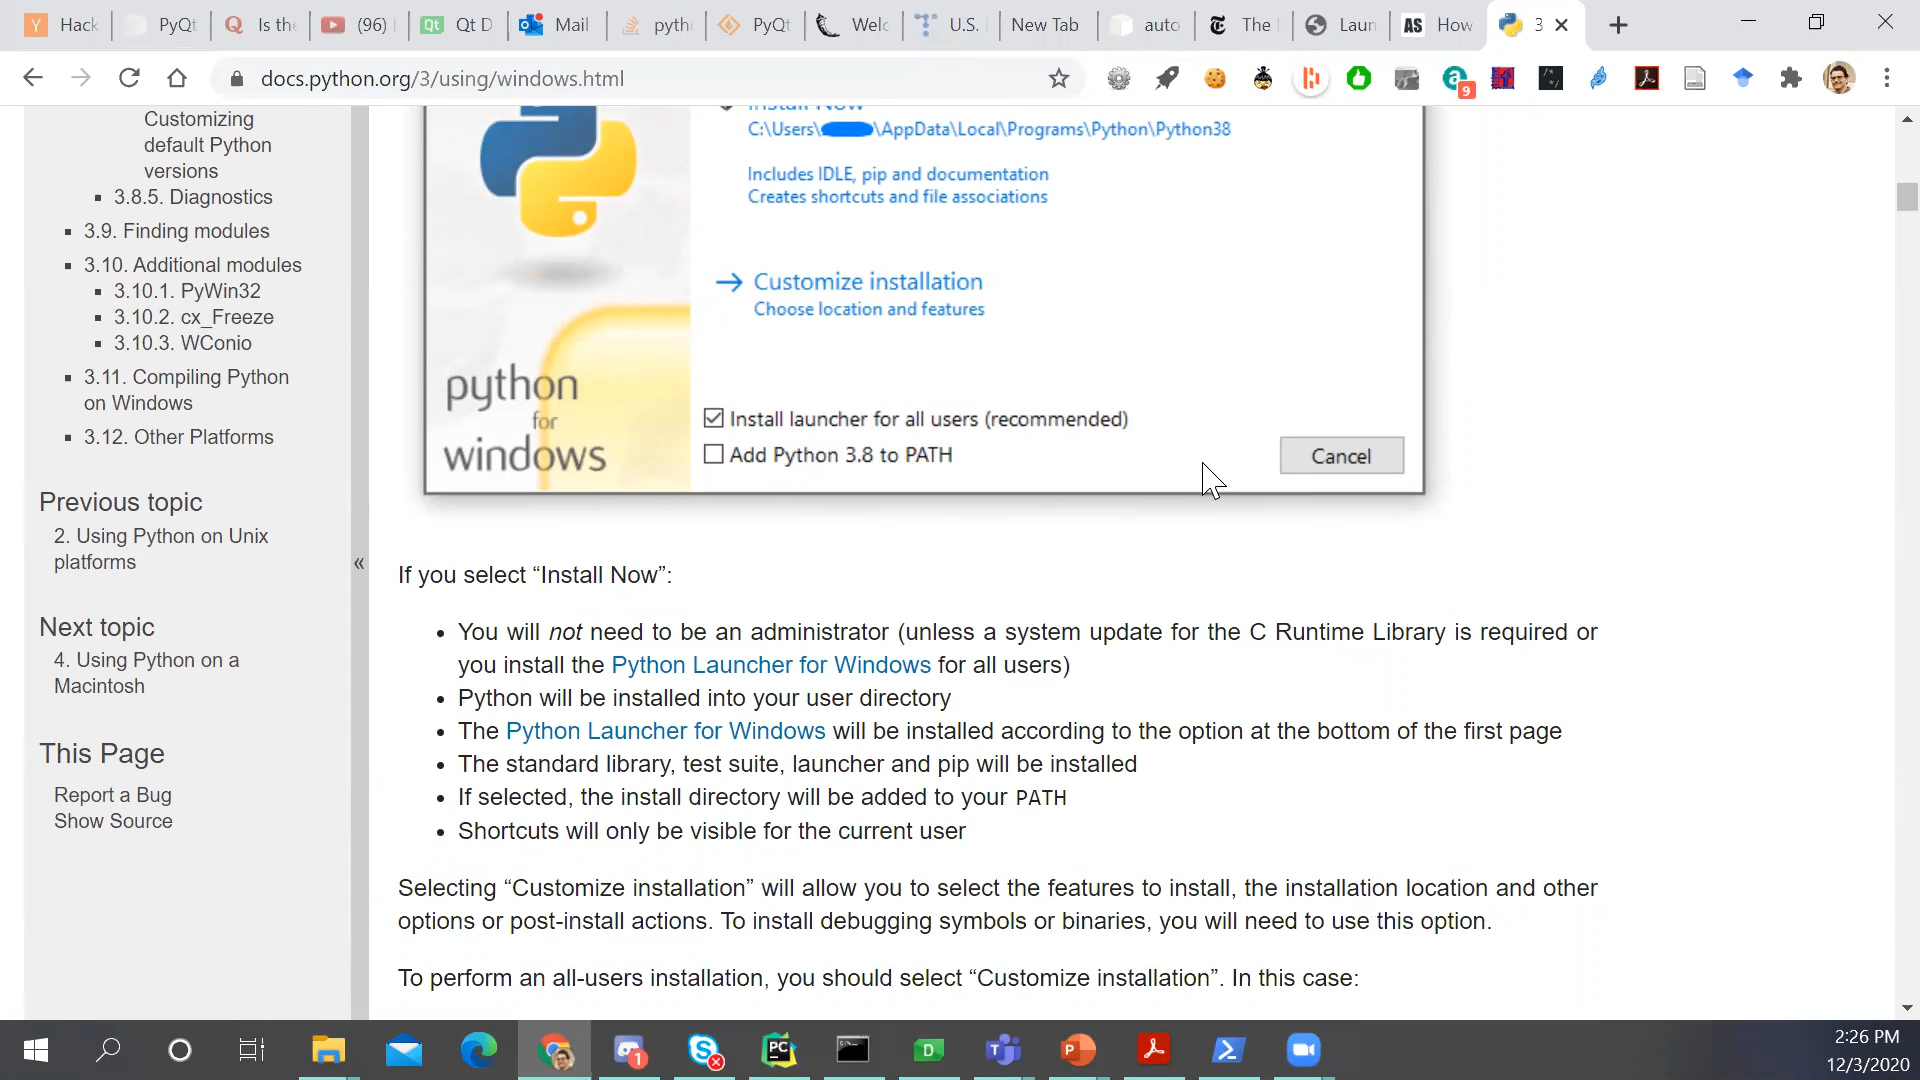 Hack
PyQt
Is the
(96)
Qt D
Mail
pyth
PyQt
Welc
U.S.
New Tab
auto
The
Laun
AS
How
3
docs.python.org/3/using/windows.html
9
Customizing
default Python
versions
3.8.5. Diagnostics
3.9. Finding modules
3.10. Additional modules
3.10.1. PyWin32
3.10.2. cx_Freeze
3.10.3. WConio
3.11. Compiling Python
on Windows
3.12. Other Platforms
Previous topic
2. Using Python on Unix
platforms
Next topic
4. Using Python on a
Macintosh
This Page
Report a Bug
Show Source
«
Install Now
C:\Users\ \AppData\Local\Programs\Python\Python38
Includes IDLE, pip and documentation
Creates shortcuts and file associations
Customize installation
Choose location and features
python
for
windows
Install launcher for all users (recommended)
Add Python 3.8 to PATH
Cancel
If you select “Install Now”:
• You will not need to be an administrator (unless a system update for the C Runtime Library is required or
you install the Python Launcher for Windows for all users)
• Python will be installed into your user directory
• The Python Launcher for Windows will be installed according to the option at the bottom of the first page
• The standard library, test suite, launcher and pip will be installed
• If selected, the install directory will be added to your PATH
• Shortcuts will only be visible for the current user
Selecting “Customize installation” will allow you to select the features to install, the installation location and other
options or post-install actions. To install debugging symbols or binaries, you will need to use this option.
To perform an all-users installation, you should select “Customize installation”. In this case:
1
PC
D
2:26 PM
12/3/2020